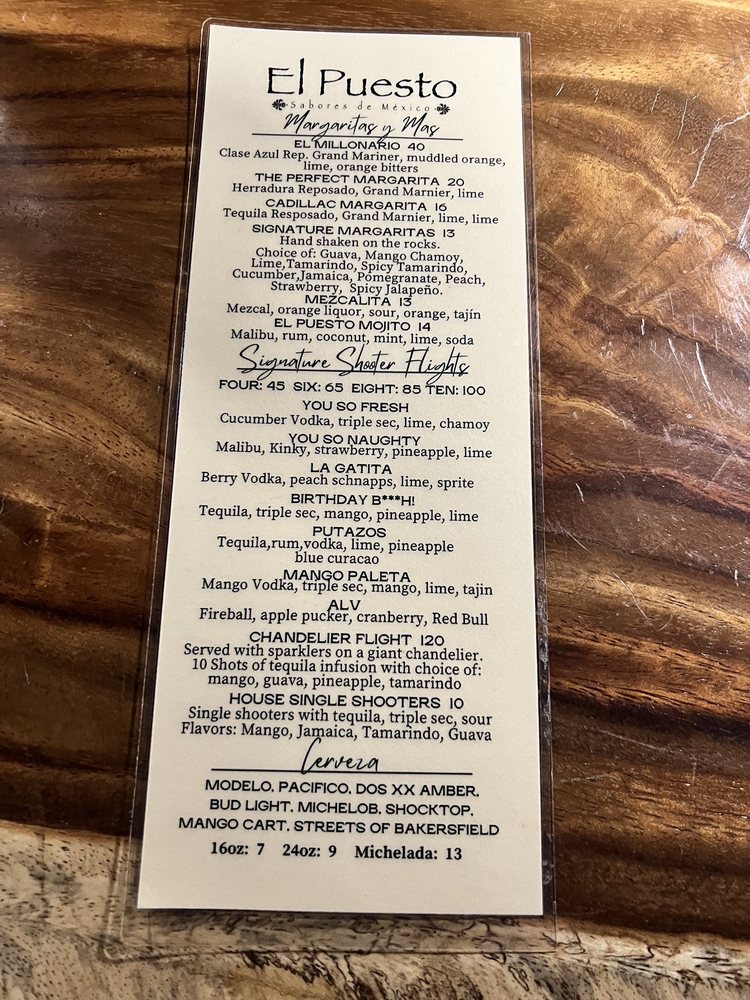 El Puesto
Sabores de México
Margaritas y Mas
EL MILLONARIO 40
Clase Azul Rep. Grand Mariner, muddled orange,
lime, orange bitters
THE PERFECT MARGARITA 20
Herradura Reposado, Grand Marnier, lime
CADILLAC MARGARITA 16
Tequila Resposado, Grand Marnier, lime, lime
SIGNATURE MARGARITAS 13
Hand shaken on the rocks.
Choice of: Guava, Mango Chamoy,
Lime,Tamarindo, Spicy Tamarindo,
Cucumber,Jamaica, Pomegranate, Peach,
Strawberry, Spicy Jalapeño.
MEZCALITA 13
Mezcal, orange liquor, sour, orange, tajín
EL PUESTO MOJITO 14
Malibu, rum, coconut, mint, lime, soda
Signature Shooter Flights
FOUR: 45 SIX: 65 EIGHT: 85 TEN: 100
YOU SO FRESH
Cucumber Vodka, triple sec, lime, chamoy
YOU SO NAUGHTY
Malibu, Kinky, strawberry, pineapple, lime
LA GATITA
Berry Vodka, peach schnapps, lime, sprite
BIRTHDAY B***H!
Tequila, triple sec, mango, pineapple, lime
PUTAZOS
Tequila,rum,vodka, lime, pineapple
blue curacao
MANGO PALETA
Mango Vodka, triple sec, mango, lime, tajin
ALV
Fireball, apple pucker, cranberry, Red Bull
CHANDELIER FLIGHT 120
Served with sparklers on a giant chandelier.
10 Shots of tequila infusion with choice of:
mango, guava, pineapple, tamarindo
HOUSE SINGLE SHOOTERS 10
Single shooters with tequila, triple sec, sour
Flavors: Mango, Jamaica, Tamarindo, Guava
Cerveza
MODELO, PACIFICO, DOS XX AMBER,
BUD LIGHT, MICHELOB, SHOCKTOP,
MANGO CART, STREETS OF BAKERSFIELD
16oz: 7 24oz: 9 Michelada: 13